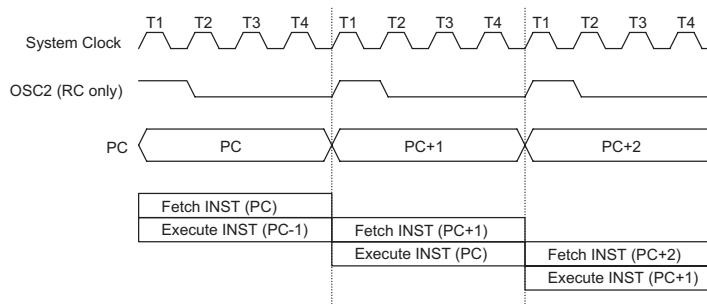 T1 T2 T3 T4 T1 T2 T3 T4 T1 T2 T3 T4
System Clock
OSC2 (RC only)
PC PC PC+1 PC+2
Fetch INST (PC)
Execute INST (PC-1) Fetch INST (PC+1)
Execute INST (PC) Fetch INST (PC+2)
Execute INST (PC+1)